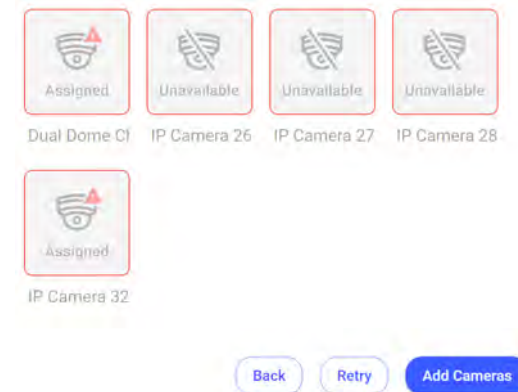 Assigned Unavailable Unavailable Unavailable
Dual Dome Cf IP Camera 26 IP Camera 27 IP Camera 28
Assigned
IP Camera 32
Back Retry Add Cameras